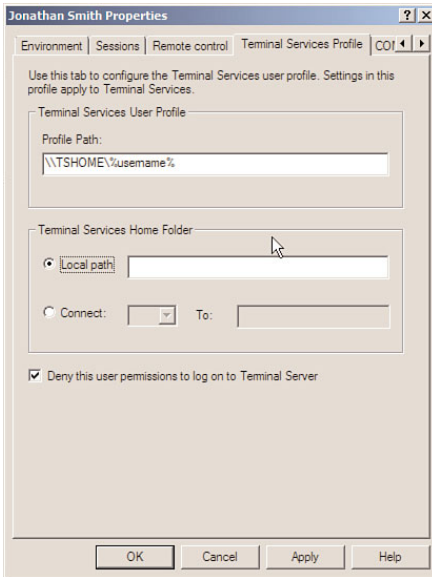 Jonathan Smith Properties
Environment
Sessions
Remote control
Terminal Services Profile
Use this tab to configure the Terminal Services user profile. Settings in this
profile apply to Terminal Services.
Terminal Services User Profile
Profile Path:
\\TSHOME\%username%
Terminal Services Home Folder
Local path
Connect:
To:
Deny this user permissions to log on to Terminal Server
OK
Cancel
Apply
Help